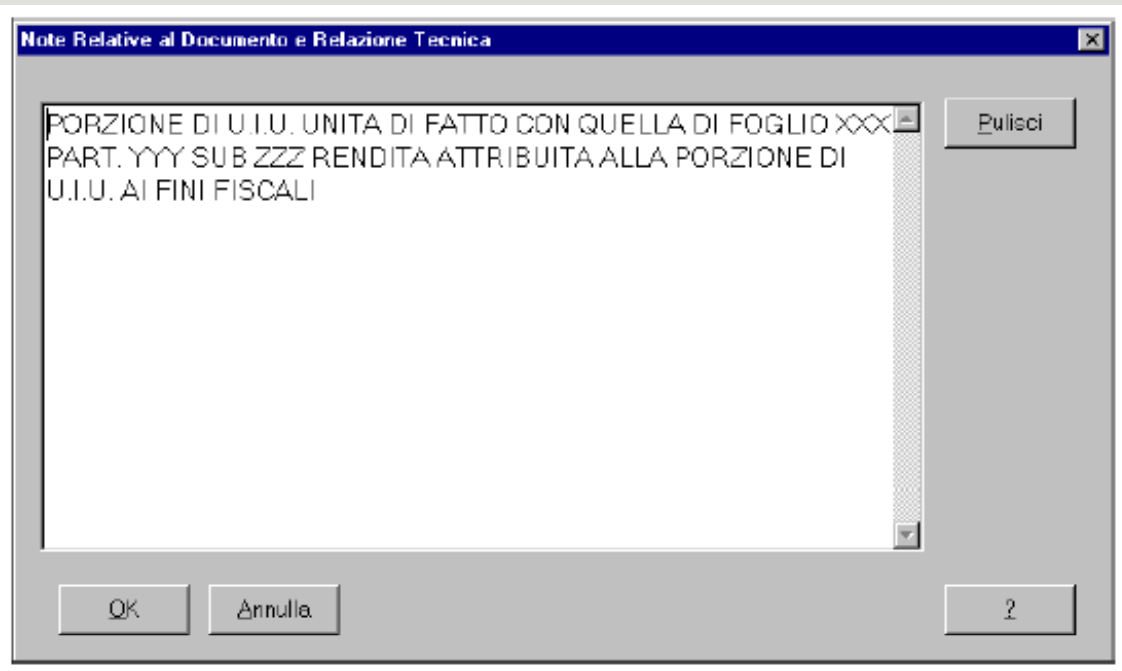 Note Relative al Documento e Relazione Tecnica
PORZIONE DI U.I.U. UNITA DI FATTO CON QUELLA DI FOGLIO XXX
PART. YYY SUB ZZZ RENDITA ATTRIBUITA ALLA PORZIONE DI
U.I.U. AI FINI FISCALI
Pulisci
OK
Annulla
?